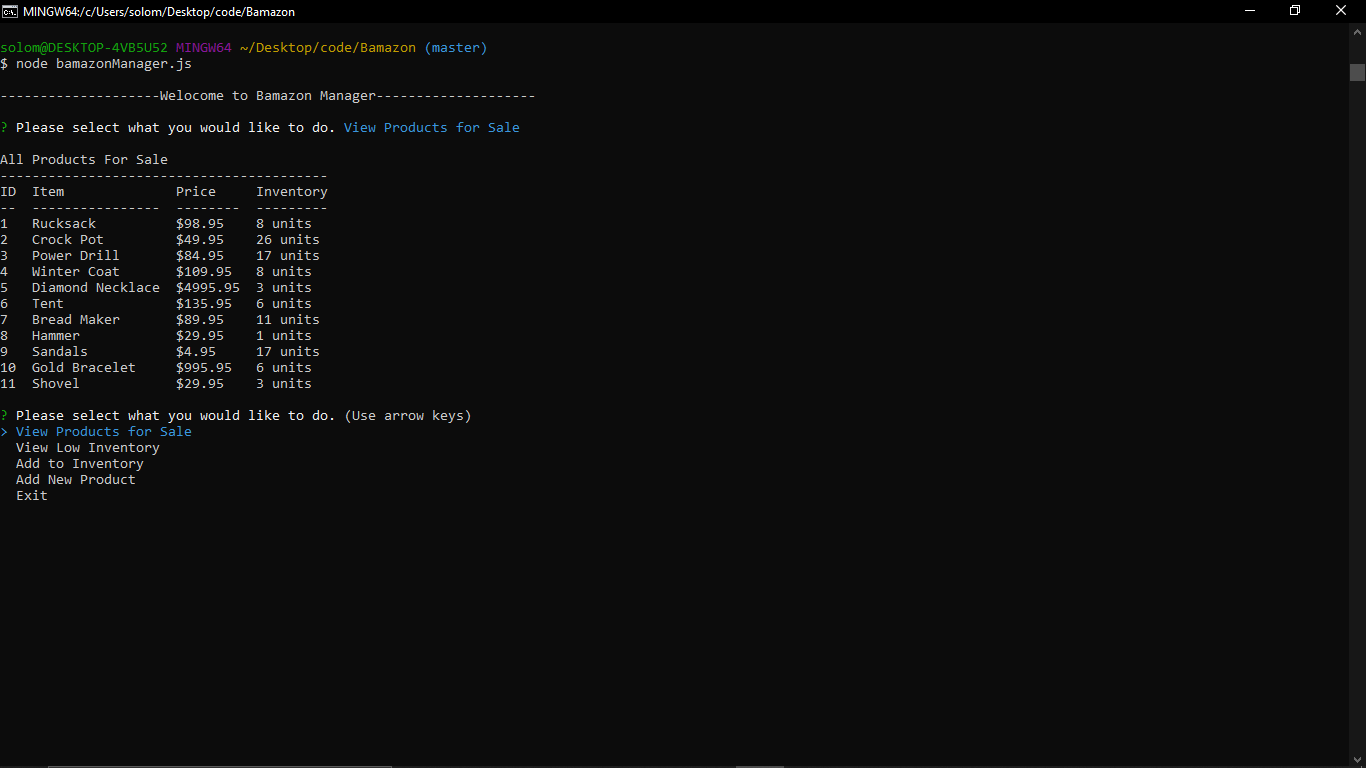 MINGW64:/c/Users/solom/Desktop/code/Bamazon
solom@DESKTOP-4VB5U52 MINGW64 ~/Desktop/code/Bamazon (master)
$ node bamazonManager.js
--------------------Welocome to Bamazon Manager--------------------
? Please select what you would like to do. View Products for Sale
All Products For Sale
-----------------------------------------
ID  Item              Price     Inventory
--  ----------------  --------  ---------
1   Rucksack          $98.95    8 units
2   Crock Pot         $49.95    26 units
3   Power Drill       $84.95    17 units
4   Winter Coat       $109.95   8 units
5   Diamond Necklace  $4995.95  3 units
6   Tent              $135.95   6 units
7   Bread Maker       $89.95    11 units
8   Hammer            $29.95    1 units
9   Sandals           $4.95     17 units
10  Gold Bracelet     $995.95   6 units
11  Shovel            $29.95    3 units
? Please select what you would like to do. (Use arrow keys)
> View Products for Sale
  View Low Inventory
  Add to Inventory
  Add New Product
  Exit